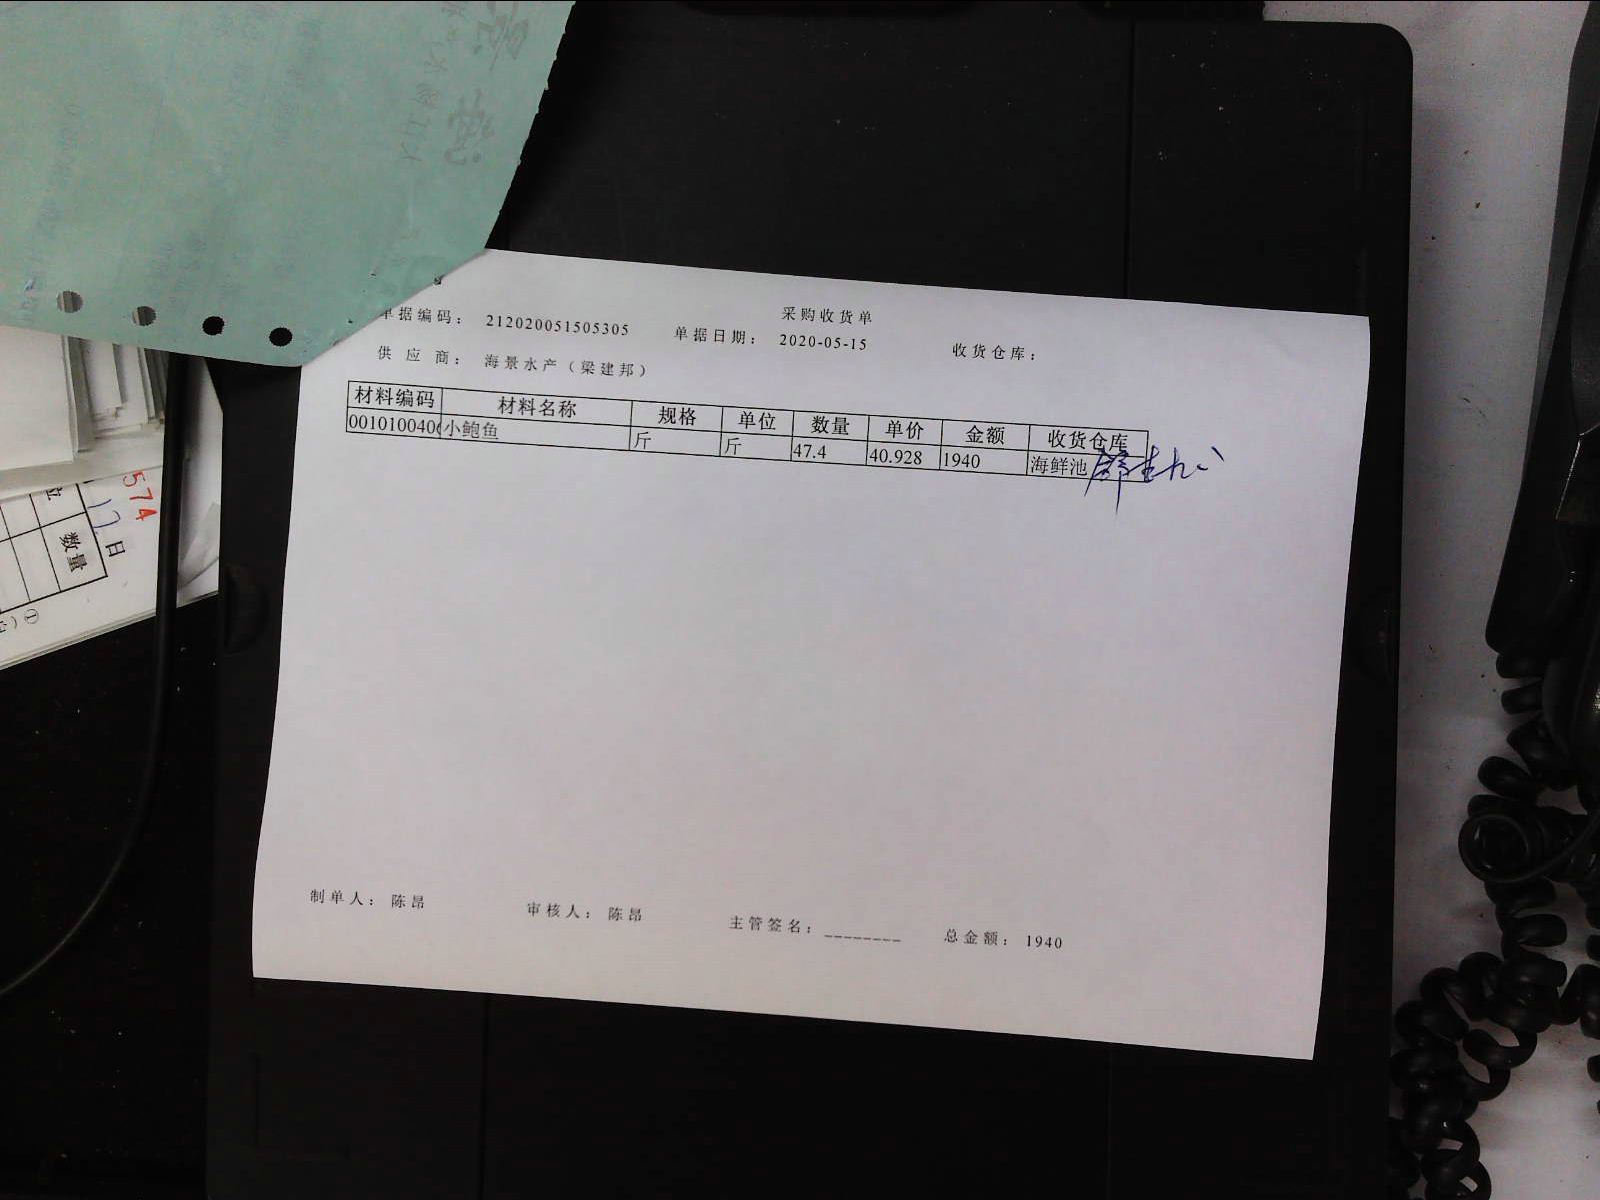 采购收货单
单据编码： 212020051505305 单据日期： 2020-05-15 收货仓库：
供 应 商： 海景水产（梁建邦）
材料编码 材料名称 规格 单位 数量 单价 金额 收货仓库
0010100406 小鲍鱼 斤 斤 47.4 40.928 1940 海鲜池
制单人： 陈昂 审核人： 陈昂 主管签名：________ 总金额： 1940
574
12日
数量